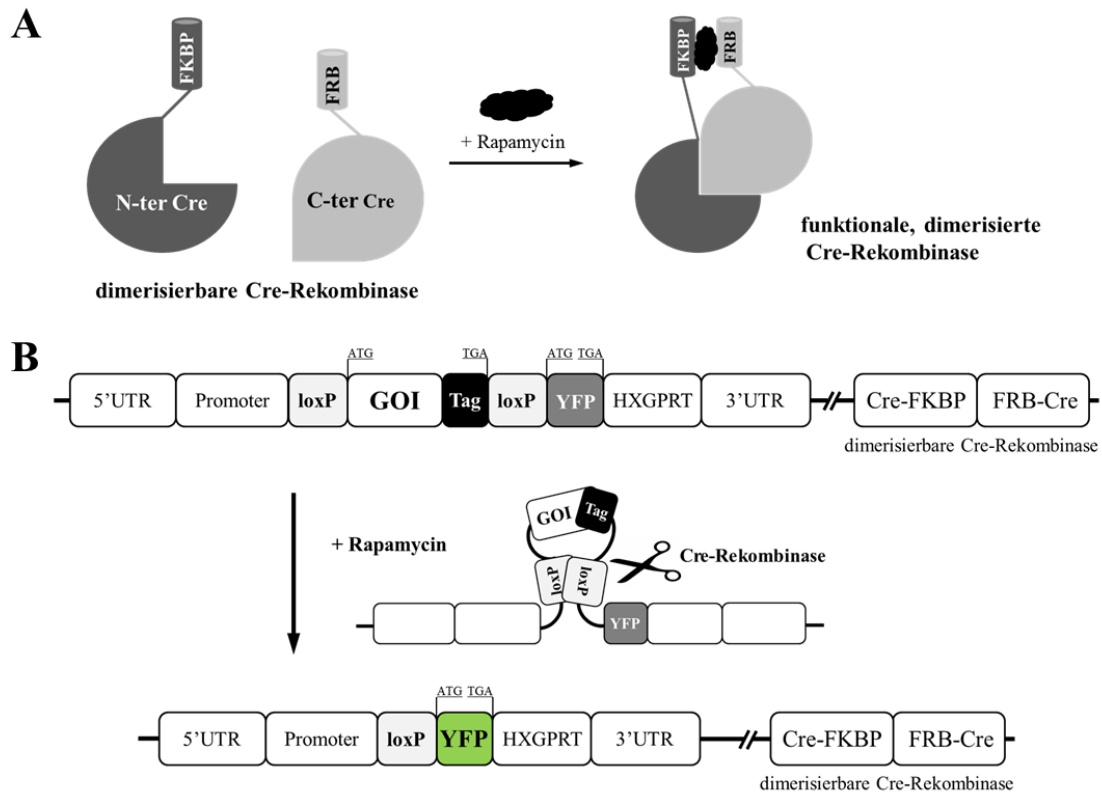 A
FKBP
FRB
N-ter Cre
C-ter Cre
+ Rapamycin
FKBP
FRB
dimerisierbare Cre-Rekombinase
funktionale, dimerisierte
Cre-Rekombinase
B
ATG TGA ATG TGA
5’UTR Promoter loxP GOI Tag loxP YFP HXGPRT 3’UTR Cre-FKBP FRB-Cre
dimerisierbare Cre-Rekombinase
+ Rapamycin
GOI Tag
loxP loxP
Cre-Rekombinase
YFP
ATG TGA
5’UTR Promoter loxP YFP HXGPRT 3’UTR Cre-FKBP FRB-Cre
dimerisierbare Cre-Rekombinase